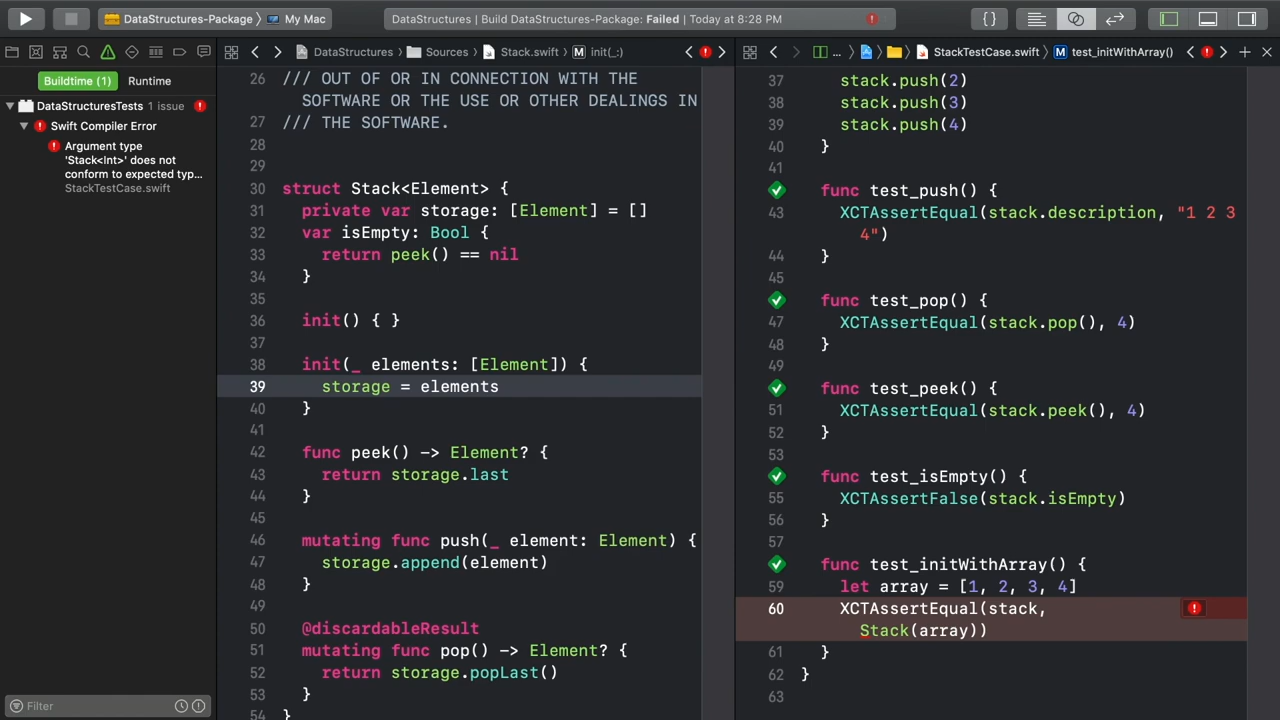 DataStructures-Package
My Mac
DataStructures | Build DataStructures-Package: Failed | Today at 8:28 PM
Buildtime (1)
Runtime
DataStructuresTests 1 issue
Swift Compiler Error
Argument type
'Stack<Int>' does not
conform to expected typ...
StackTestCase.swift
Filter
DataStructures
Sources
Stack.swift
M
init(_:)
26 /// OUT OF OR IN CONNECTION WITH THE
SOFTWARE OR THE USE OR OTHER DEALINGS IN
27 /// THE SOFTWARE.
28
29
30 struct Stack<Element> {
31 private var storage: [Element] = []
32 var isEmpty: Bool {
33 return peek() == nil
34 }
35
36 init() { }
37
38 init(_ elements: [Element]) {
39 storage = elements
40 }
41
42 func peek() -> Element? {
43 return storage.last
44 }
45
46 mutating func push(_ element: Element) {
47 storage.append(element)
48 }
49
50 @discardableResult
51 mutating func pop() -> Element? {
52 return storage.popLast()
53 }
54 }
...
StackTestCase.swift
M
test_initWithArray()
37 stack.push(2)
38 stack.push(3)
39 stack.push(4)
40 }
41
func test_push() {
43 XCTAssertEqual(stack.description, "1 2 3
4")
44 }
45
func test_pop() {
47 XCTAssertEqual(stack.pop(), 4)
48 }
49
func test_peek() {
51 XCTAssertEqual(stack.peek(), 4)
52 }
53
func test_isEmpty() {
55 XCTAssertFalse(stack.isEmpty)
56 }
57
func test_initWithArray() {
59 let array = [1, 2, 3, 4]
60 XCTAssertEqual(stack,
Stack(array))
61 }
62 }
63